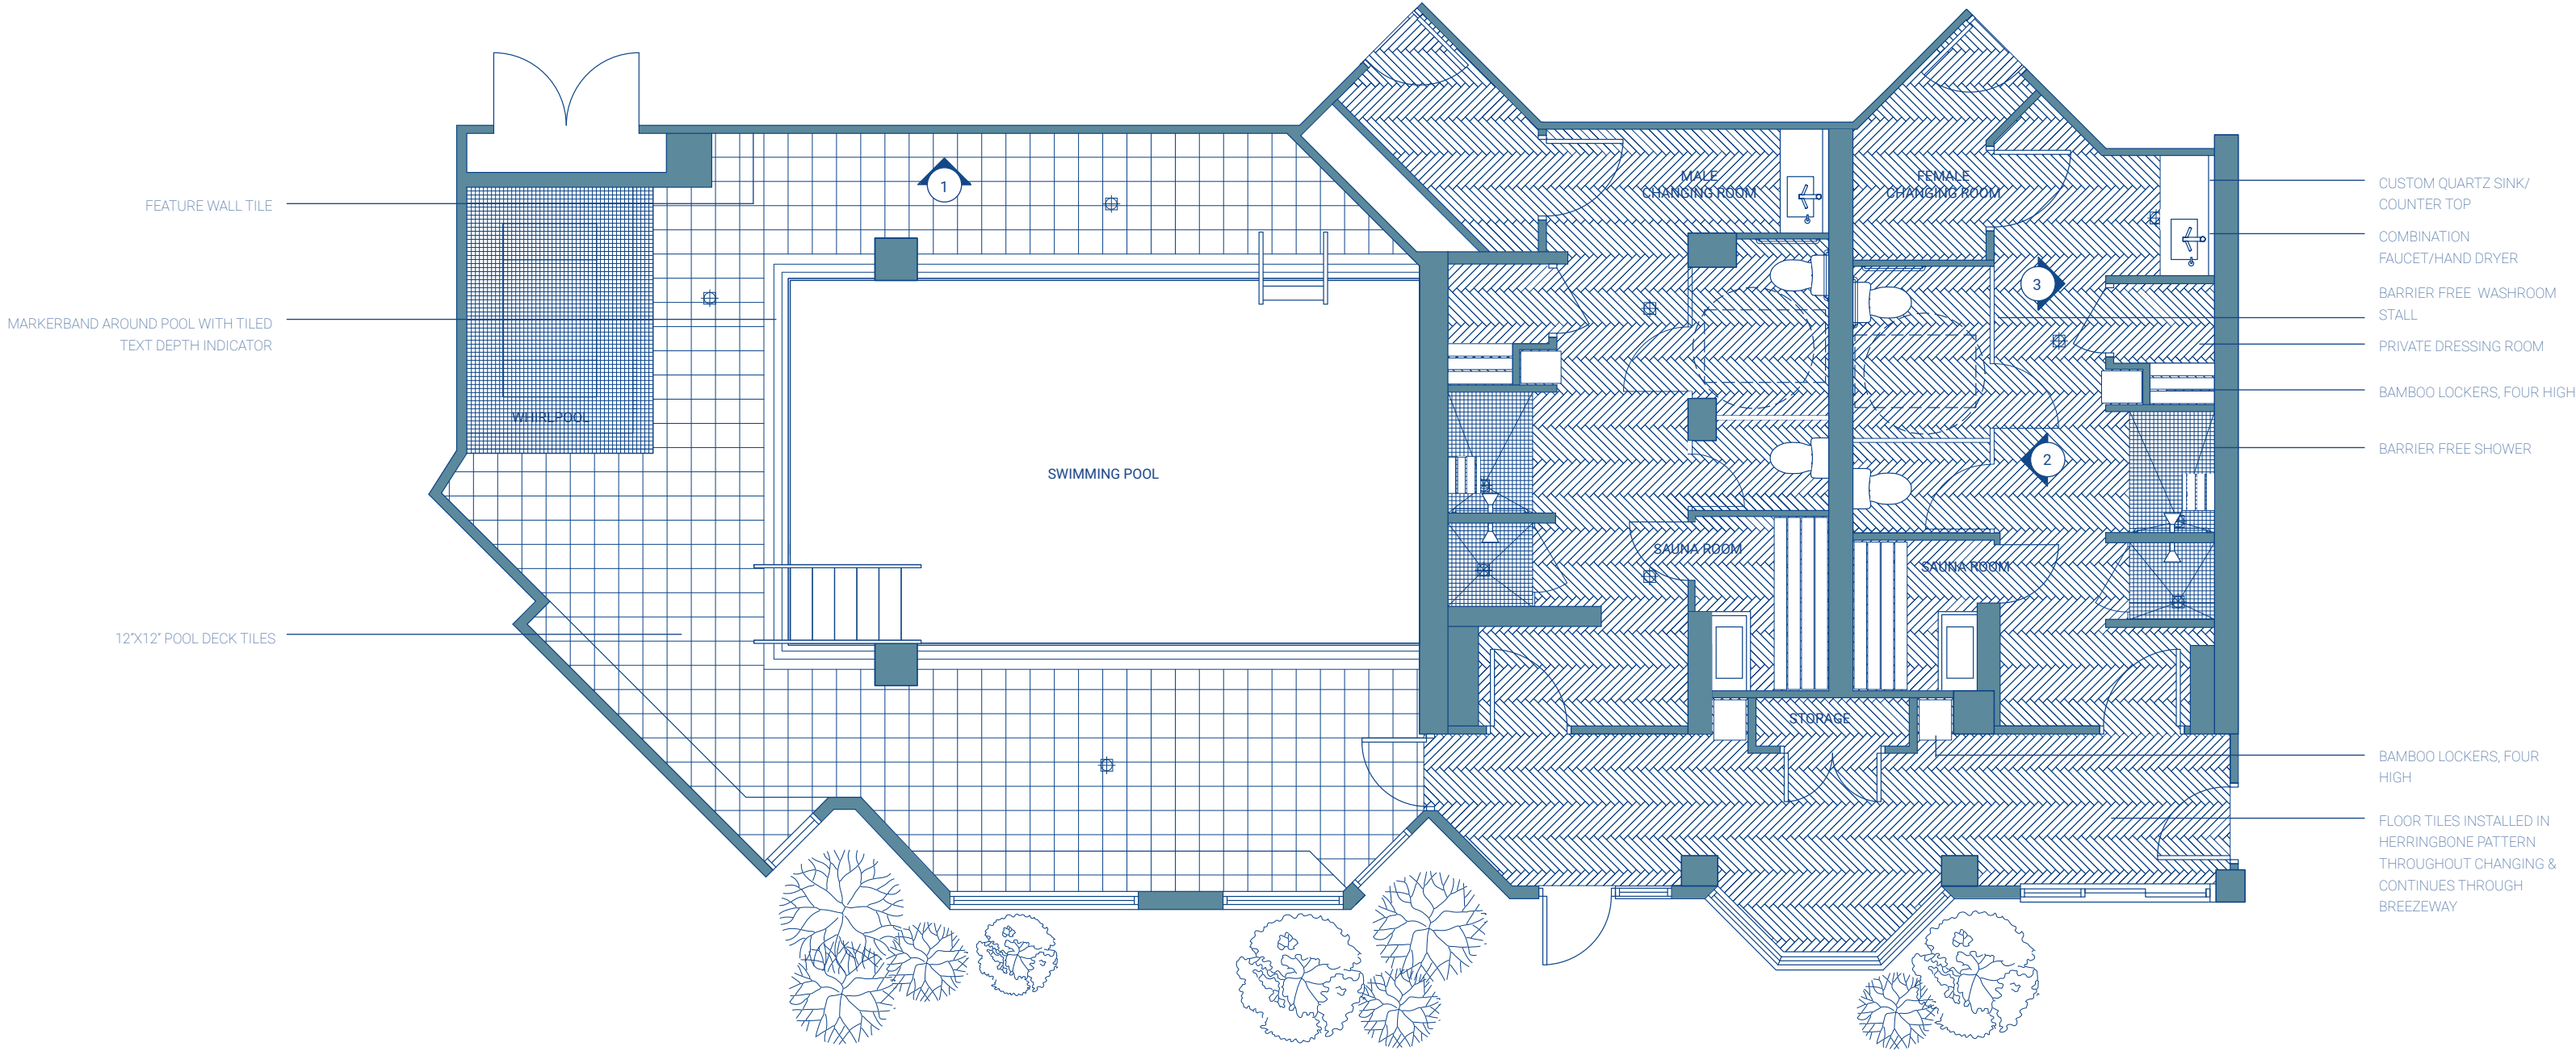 FEATURE WALL TILE
MARKERBAND AROUND POOL WITH TILED
TEXT DEPTH INDICATOR
12”X12” POOL DECK TILES
1
WHIRLPOOL
SWIMMING POOL
MALE
CHANGING ROOM
FEMALE
CHANGING ROOM
3
2
SAUNA ROOM
SAUNA ROOM
STORAGE
CUSTOM QUARTZ SINK/
COUNTER TOP
COMBINATION
FAUCET/HAND DRYER
BARRIER FREE WASHROOM
STALL
PRIVATE DRESSING ROOM
BAMBOO LOCKERS, FOUR HIGH
BARRIER FREE SHOWER
BAMBOO LOCKERS, FOUR
HIGH
FLOOR TILES INSTALLED IN
HERRINGBONE PATTERN
THROUGHOUT CHANGING &
CONTINUES THROUGH
BREEZEWAY